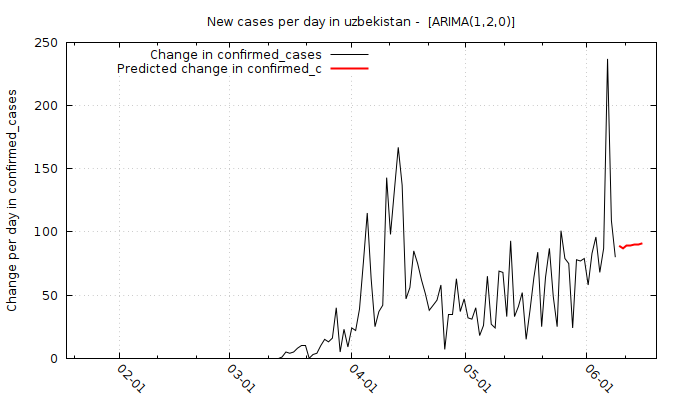 New cases per day in uzbekistan -  [ARIMA(1,2,0)]
Change in confirmed_cases
Predicted change in confirmed_c
Change per day in confirmed_cases
250
200
150
100
50
0
02-01
03-01
04-01
05-01
06-01